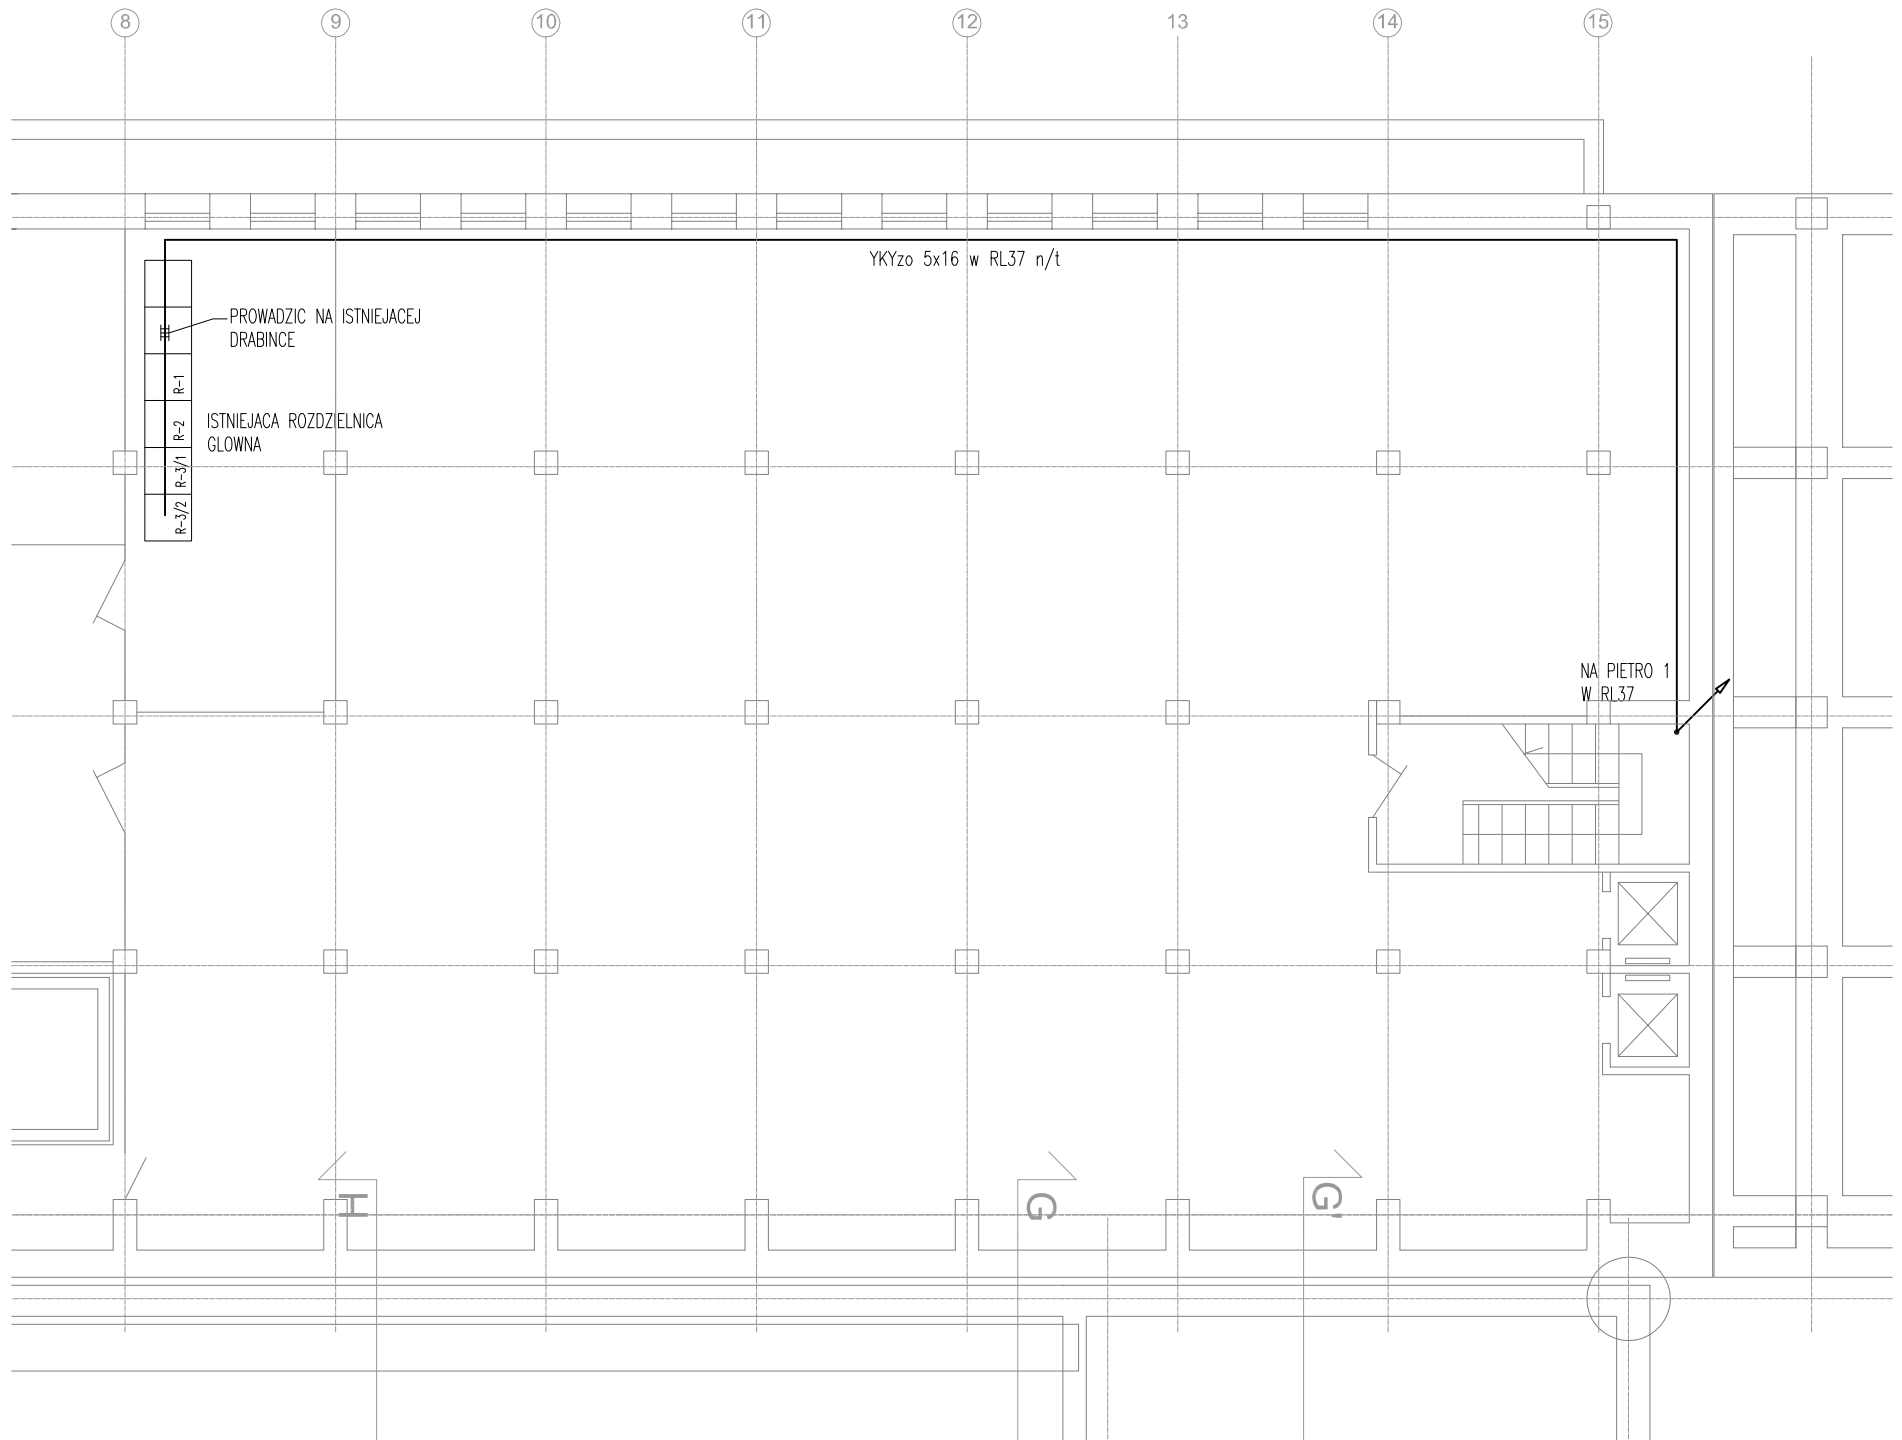 8 9 10 11 12 13 14 15
YKYzo 5x16 w RL37 n/t
PROWADZIC NA ISTNIEJACEJ
DRABINCE
R-1
R-2
R-3/1
R-3/2
ISTNIEJACA ROZDZIELNICA
GLOWNA
NA PIETRO 1
W RL37
H
G
G'